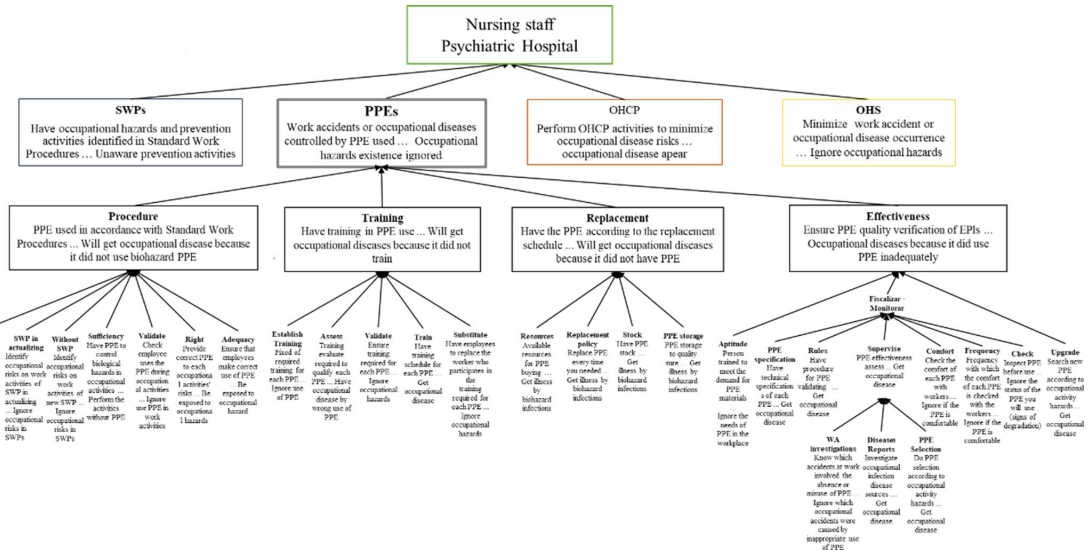 Nursing staff
Psychiatric Hospital
SWPs
Have occupational hazards and prevention
activities identified in Standard Work
Procedures ... Unaware prevention activities
PPEs
Work accidents or occupational diseases
controlled by PPE used ... Occupational
hazards existence ignored
OHCP
Perform OHCP activities to minimize
occupational disease risks ...
occupational disease apear
OHS
Minimize work accident or
occupational disease occurrence
... Ignore occupational hazards
Procedure
PPE used in accordance with Standard Work
Procedures ... Will get occupational disease because
it did not use biohazard PPE
Training
Have training in PPE use ... Will get
occupational diseases because it did not
train
Replacement
Have the PPE according to the replacement
schedule ... Will get occupational diseases
because it did not have PPE
Effectiveness
Ensure PPE quality verification of EPIs ...
Occupational diseases because it did use
PPE inadequately
SWP in
actualizing
Identify
occupational
risks on work
activities of
SWP in
actualizing
... Ignore
occupational
risks in SWPs
Without
SWP
Identify
risks on
work
activities of
new SWP ...
Ignore
occupational
risks in
SWPs
Sufficiency
Have PPE to
control
biological
hazards in
occupational
activities ...
Perform the
activities
without PPE
Validate
Check
employee
uses the
PPE during
occupation
al activities
... Ignore
use PPE in
work
activities
Right
Provide
correct PPE
to each
occupationa
l activities'
risks ... Be
exposed to
occupationa
l hazards
Adequacy
Ensure that
employees
make correct
use of PPE ...
Be
exposed to
occupational
hazard
Establish
Training
Fixed of
required
training for
each PPE ...
Ignore use
of PPE
Assess
Training
evaluate
required to
qualify each
PPE ... Have
occupational
disease by
wrong use of
PPE
Validate
Ensure
training
required for
each PPE ...
Ignore
occupational
hazards
Train
Have
training
schedule for
each PPE ...
Get
occupational
disease
Substitute
Have employees
to replace the
worker who
participates in
the
training
required for each
PPE ...
Ignore
occupational
hazards
Resources
Available
resources
for PPE
buying ...
Get illness
by
biohazard
infections
Replacement
policy
Replace PPE
every time
you needed...
Get illness by
biohazard
infections
Stock
Have PPE
stock ...
Get
illness by
biohazard
infections
PPE storage
PPE storage
to quality
sure ... Get
illness by
biohazard
infections
Aptitude
Person
trained to
meet the
demand for
PPE
materials
...
Ignore the
needs of
PPE in the
workplace
PPE
specification
Have
technical
specification
s of each
PPE ... Get
occupational
disease
Rules
Have
procedure
for PPE
validating ...
Get
occupational
disease
Fiscalizar -
Monitorar
Supervise
PPE effectiveness
assess ... Get
occupational
disease
Comfort
Check the
comfort of
each PPE
with
workers ...
Ignore if the
PPE is
comfortable
Frequency
Frequency
with which
the comfort
of each PPE
is checked
with the
workers ...
Ignore if the
PPE is
comfortable
Check
Inspect PPE
before use ...
Ignore the
status of the
PPE you
will use
(signs of
degradation)
Upgrade
Search new
PPE
according to
occupational
activity
hazards ...
Get
occupational
disease
WA
investigations
Know which
accidents at work
involved the
absence or
misuse of PPE ...
Ignore which
occupational
accidents were
caused by
inappropriate use
of PPE
Diseases
Reports
Investigate
occupational
infection
disease
sources ...
Get
occupational
disease
PPE
Selection
Do PPE
selection
according to
occupational
activity
hazards ...
Get
occupational
disease